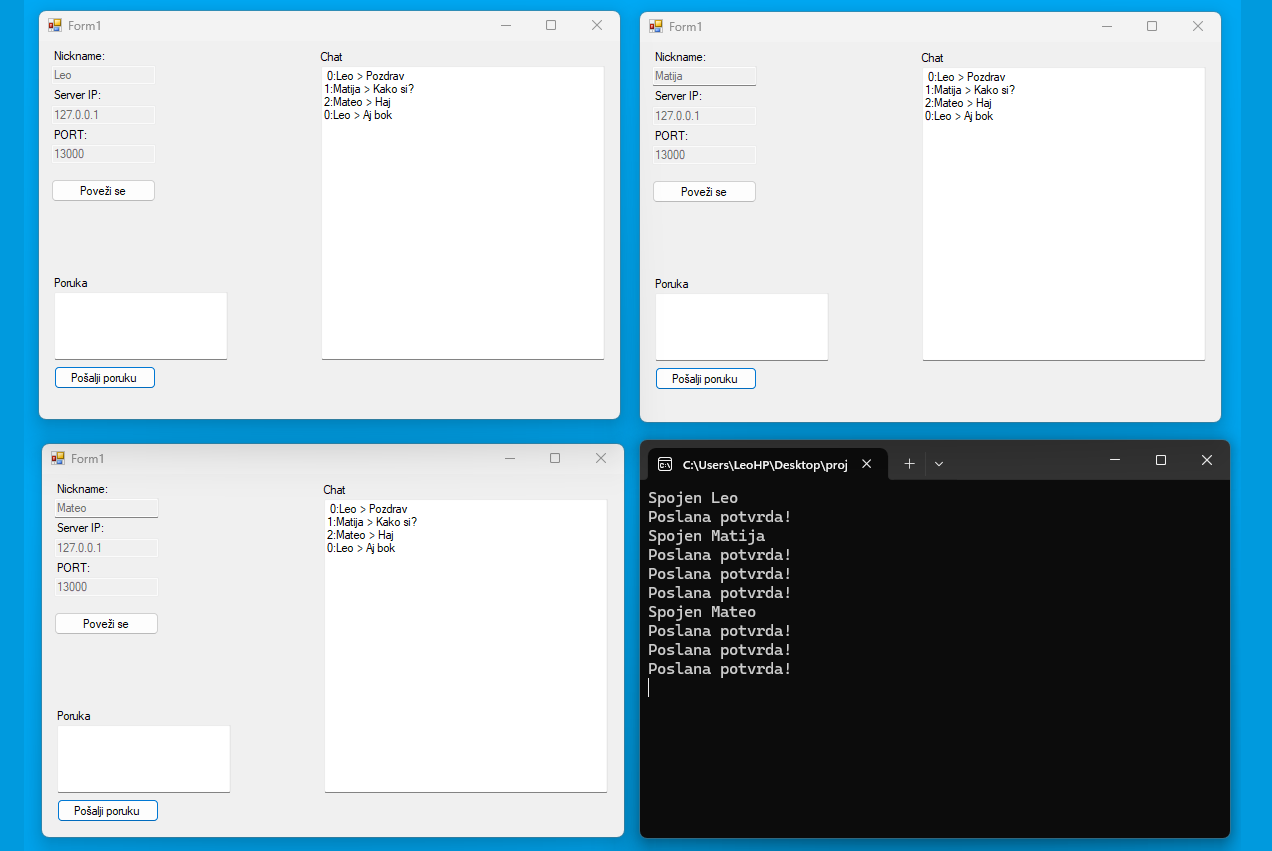 Form1
Nickname:
Leo
Server IP:
127.0.0.1
PORT:
13000
Poveži se
Poruka
Pošalji poruku
Chat
0:Leo > Pozdrav
1:Matija > Kako si?
2:Mateo > Haj
0:Leo > Aj bok
Form1
Nickname:
Matija
Server IP:
127.0.0.1
PORT:
13000
Poveži se
Poruka
Pošalji poruku
Chat
0:Leo > Pozdrav
1:Matija > Kako si?
2:Mateo > Haj
0:Leo > Aj bok
Form1
Nickname:
Mateo
Server IP:
127.0.0.1
PORT:
13000
Poveži se
Poruka
Pošalji poruku
Chat
0:Leo > Pozdrav
1:Matija > Kako si?
2:Mateo > Haj
0:Leo > Aj bok
C:\Users\LeoHP\Desktop\proj
Spojen Leo
Poslana potvrda!
Spojen Matija
Poslana potvrda!
Poslana potvrda!
Poslana potvrda!
Spojen Mateo
Poslana potvrda!
Poslana potvrda!
Poslana potvrda!